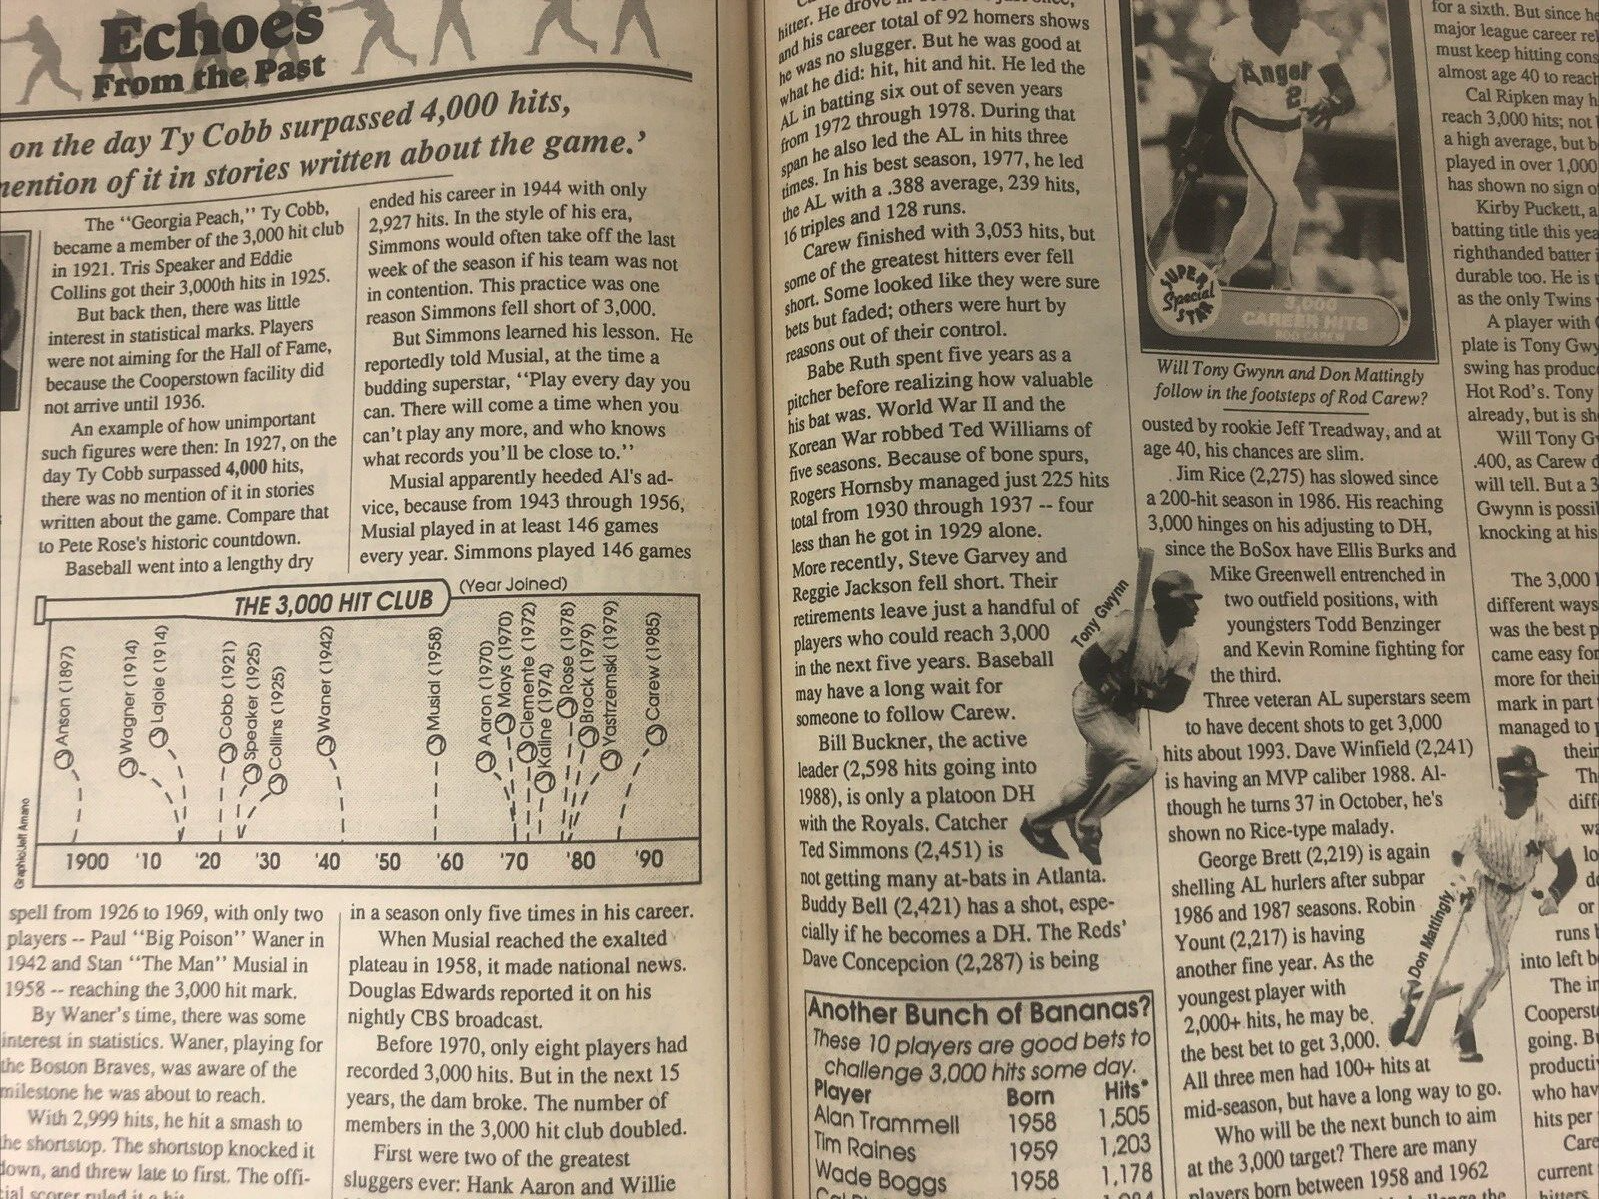 Echoes
From the Past
on the day Ty Cobb surpassed 4,000 hits,
mention of it in stories written about the game.’
The “Georgia Peach,” Ty Cobb,
became a member of the 3,000 hit club
in 1921. Tris Speaker and Eddie
Collins got their 3,000th hits in 1925.
But back then, there was little
interest in statistical marks. Players
were not aiming for the Hall of Fame,
because the Cooperstown facility did
not arrive until 1936.
An example of how unimportant
such figures were then: In 1927, on the
day Ty Cobb surpassed 4,000 hits,
there was no mention of it in stories
written about the game. Compare that
to Pete Rose's historic countdown.
Baseball went into a lengthy dry
ended his career in 1944 with only
2,927 hits. In the style of his era,
Simmons would often take off the last
week of the season if his team was not
in contention. This practice was one
reason Simmons fell short of 3,000.
But Simmons learned his lesson. He
reportedly told Musial, at the time a
budding superstar, “Play every day you
can. There will come a time when you
can’t play any more, and who knows
what records you’ll be close to.”
Musial apparently heeded Al's ad-
vice, because from 1943 through 1956,
Musial played in at least 146 games
every year. Simmons played 146 games
THE 3,000 HIT CLUB
(Year Joined)
Anson (1897)
Wagner (1914)
Lajoie (1914)
Cobb (1921)
Speaker (1925)
Collins (1925)
Waner (1942)
Musial (1958)
Aaron (1970)
Mays (1970)
Clemente (1972)
Kaline (1974)
Rose (1978)
Brock (1979)
Yastrzemski (1979)
Carew (1985)
1900 '10 '20 '30 '40 '50 '60 '70 '80 '90
Graphic/Jeff Amano
spell from 1926 to 1969, with only two
players -- Paul “Big Poison” Waner in
1942 and Stan “The Man” Musial in
1958 -- reaching the 3,000 hit mark.
By Waner's time, there was some
interest in statistics. Waner, playing for
the Boston Braves, was aware of the
milestone he was about to reach.
With 2,999 hits, he hit a smash to
the shortstop. The shortstop knocked it
down, and threw late to first. The offi-
cial scorer ruled it a hit
in a season only five times in his career.
When Musial reached the exalted
plateau in 1958, it made national news.
Douglas Edwards reported it on his
nightly CBS broadcast.
Before 1970, only eight players had
recorded 3,000 hits. But in the next 15
years, the dam broke. The number of
members in the 3,000 hit club doubled.
First were two of the greatest
sluggers ever: Hank Aaron and Willie
hitter. He drove in
and his career total of 92 homers shows
he was no slugger. But he was good at
what he did: hit, hit and hit. He led the
AL in batting six out of seven years
from 1972 through 1978. During that
span he also led the AL in hits three
times. In his best season, 1977, he led
the AL with a .388 average, 239 hits,
16 triples and 128 runs.
Carew finished with 3,053 hits, but
some of the greatest hitters ever fell
short. Some looked like they were sure
bets but faded; others were hurt by
reasons out of their control.
Babe Ruth spent five years as a
pitcher before realizing how valuable
his bat was. World War II and the
Korean War robbed Ted Williams of
five seasons. Because of bone spurs,
Rogers Hornsby managed just 225 hits
total from 1930 through 1937 -- four
less than he got in 1929 alone.
More recently, Steve Garvey and
Reggie Jackson fell short. Their
retirements leave just a handful of
players who could reach 3,000
in the next five years. Baseball
may have a long wait for
someone to follow Carew.
Bill Buckner, the active
leader (2,598 hits going into
1988), is only a platoon DH
with the Royals. Catcher
Ted Simmons (2,451) is
not getting many at-bats in Atlanta.
Buddy Bell (2,421) has a shot, espe-
cially if he becomes a DH. The Reds’
Dave Concepcion (2,287) is being
Another Bunch of Bananas?
These 10 players are good bets to
challenge 3,000 hits some day.
Player Born Hits*
Alan Trammell 1958 1,505
Tim Raines 1959 1,203
Wade Boggs 1958 1,178
Angel
2
SUPER
Special
STAR
3,000
CAREER HITS
Will Tony Gwynn and Don Mattingly
follow in the footsteps of Rod Carew?
ousted by rookie Jeff Treadway, and at
age 40, his chances are slim.
Jim Rice (2,275) has slowed since
a 200-hit season in 1986. His reaching
3,000 hinges on his adjusting to DH,
since the BoSox have Ellis Burks and
Mike Greenwell entrenched in
two outfield positions, with
youngsters Todd Benzinger
and Kevin Romine fighting for
the third.
Three veteran AL superstars seem
to have decent shots to get 3,000
hits about 1993. Dave Winfield (2,241)
is having an MVP caliber 1988. Al-
though he turns 37 in October, he's
shown no Rice-type malady.
George Brett (2,219) is again
shelling AL hurlers after subpar
1986 and 1987 seasons. Robin
Yount (2,217) is having
another fine year. As the
youngest player with
2,000+ hits, he may be
the best bet to get 3,000.
All three men had 100+ hits at
mid-season, but have a long way to go.
Who will be the next bunch to aim
at the 3,000 target? There are many
players born between 1958 and 1962
Tony Gwynn
Don Mattingly
for a sixth. But since he
major league career
must keep hitting
almost age 40 to reach
Cal Ripken may
reach 3,000 hits; not
a high average, but
played in over 1,000
has shown no sign
Kirby Puckett, a
batting title this
righthanded batter
durable too. He is
as the only Twins
A player with
plate is Tony
swing has
Hot Rod's. Tony
already, but is
Will Tony
.400, as Carew
will tell. But a
Gwynn is
knocking at his
The 3,000
different ways
was the best
came easy for
more for their
mark in part
managed to
their
into left
The
going.
who
hits per
current
hitters